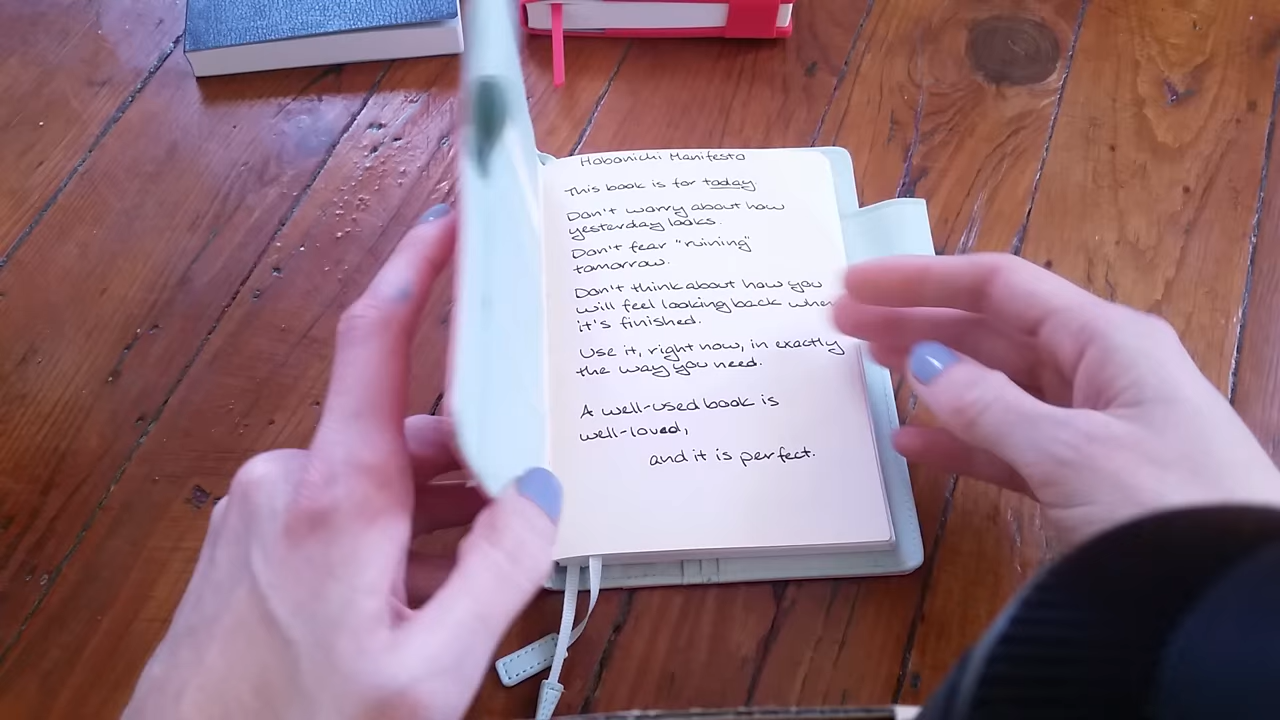 Hobonichi Manifesto
This book is for today
Don't worry about how
yesterday looks.
Don't fear "ruining"
tomorrow.
Don't think about how you
will feel looking back when
it's finished.
Use it, right now, in exactly
the way you need.
A well-used book is
well-loved,
and it is perfect.